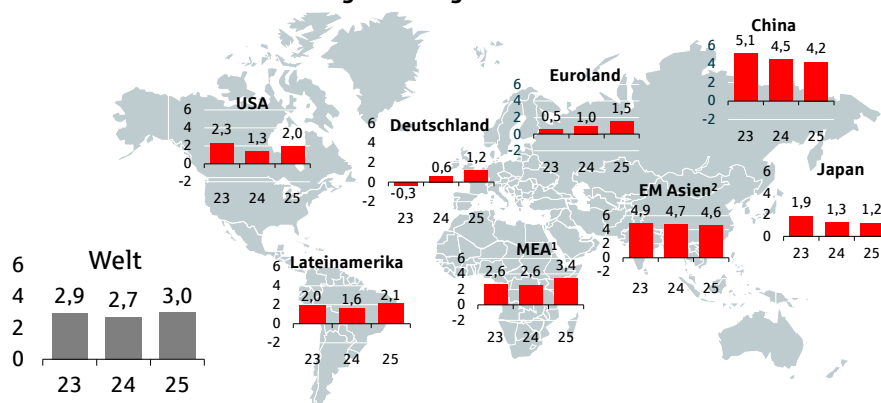 China
5,1 4,5 4,2
6
4
2
0
-2
23 24 25
Euroland
0,5 1,0 1,5
6
4
2
0
-2
23 24 25
USA
2,3 1,3 2,0
6
4
2
0
-2
23 24 25
Deutschland
-0,3 0,6 1,2
6
4
2
0
-2
23 24 25
Japan
1,9 1,3 1,2
6
4
2
0
23 24 25
EM Asien²
4,9 4,7 4,6
6
4
2
0
-2
23 24 25
MEA¹
2,6 2,6 3,4
6
4
2
0
-2
23 24 25
Lateinamerika
2,0 1,6 2,1
6
4
2
0
-2
23 24 25
Welt
2,9 2,7 3,0
6
4
2
0
23 24 25